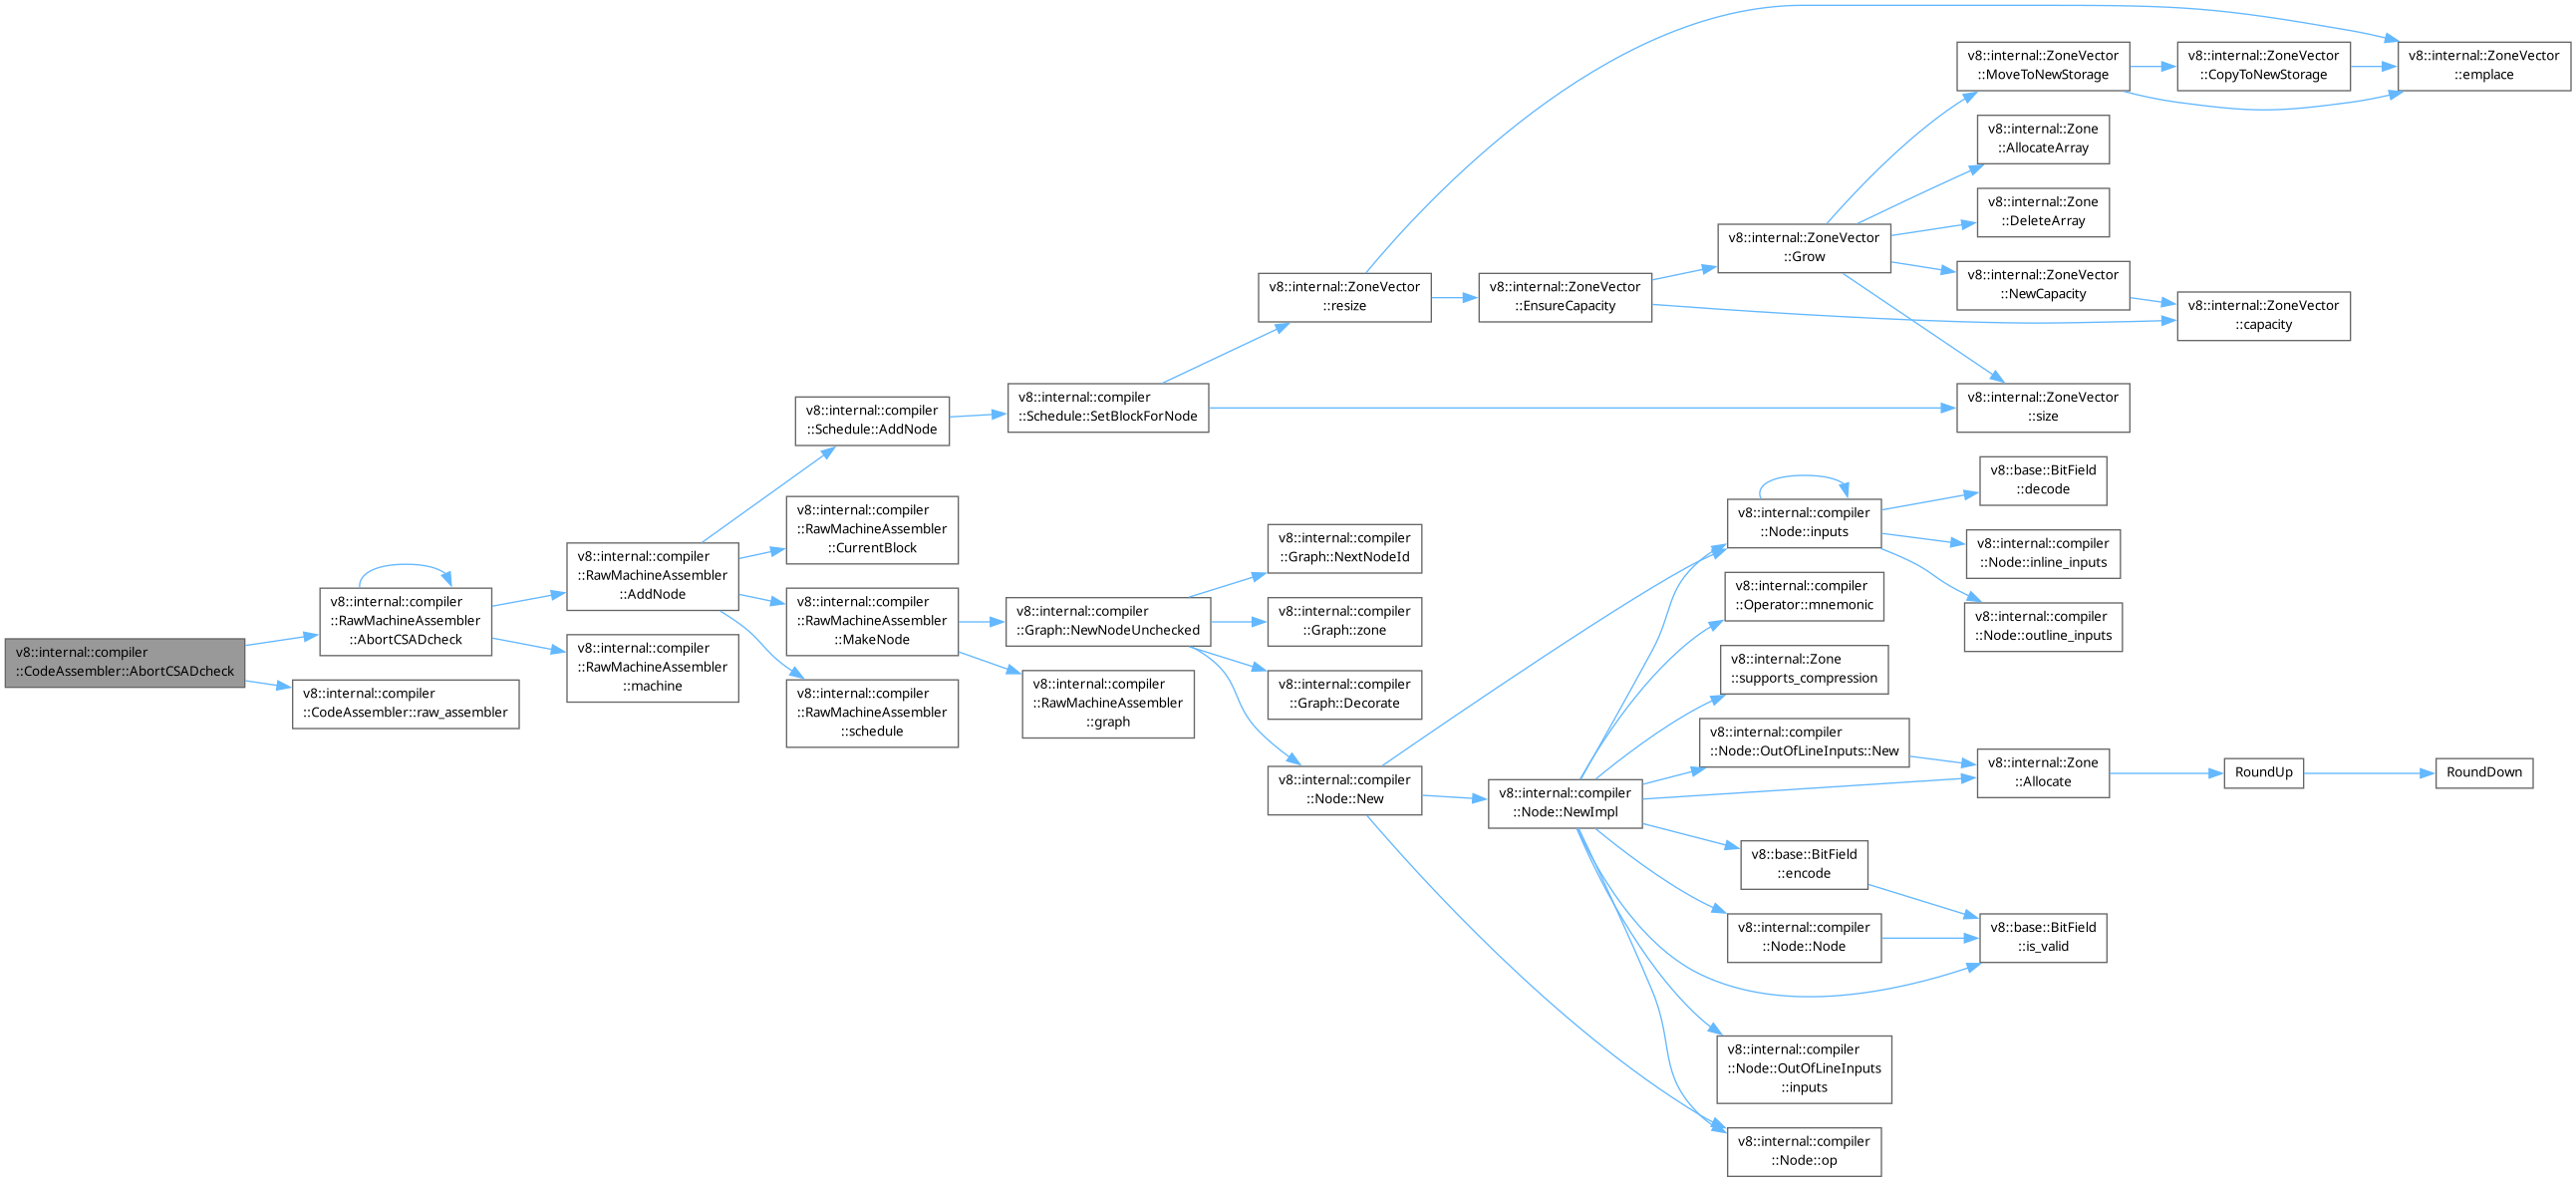 v8::internal::compiler
::CodeAssembler::AbortCSADcheck
v8::internal::compiler
::RawMachineAssembler
::AbortCSADcheck
v8::internal::compiler
::CodeAssembler::raw_assembler
v8::internal::compiler
::RawMachineAssembler
::AddNode
v8::internal::compiler
::RawMachineAssembler
::machine
v8::internal::compiler
::Schedule::AddNode
v8::internal::compiler
::RawMachineAssembler
::CurrentBlock
v8::internal::compiler
::RawMachineAssembler
::MakeNode
v8::internal::compiler
::RawMachineAssembler
::schedule
v8::internal::compiler
::Schedule::SetBlockForNode
v8::internal::compiler
::Graph::NewNodeUnchecked
v8::internal::compiler
::RawMachineAssembler
::graph
v8::internal::ZoneVector
::resize
v8::internal::compiler
::Graph::NextNodeId
v8::internal::compiler
::Graph::zone
v8::internal::compiler
::Graph::Decorate
v8::internal::compiler
::Node::New
v8::internal::ZoneVector
::EnsureCapacity
v8::internal::compiler
::Node::NewImpl
v8::internal::ZoneVector
::Grow
v8::internal::compiler
::Node::inputs
v8::internal::compiler
::Operator::mnemonic
v8::internal::Zone
::supports_compression
v8::internal::compiler
::Node::OutOfLineInputs::New
v8::base::BitField
::encode
v8::internal::compiler
::Node::Node
v8::internal::compiler
::Node::OutOfLineInputs
::inputs
v8::internal::compiler
::Node::op
v8::internal::ZoneVector
::MoveToNewStorage
v8::internal::Zone
::AllocateArray
v8::internal::Zone
::DeleteArray
v8::internal::ZoneVector
::NewCapacity
v8::internal::ZoneVector
::size
v8::base::BitField
::decode
v8::internal::compiler
::Node::inline_inputs
v8::internal::compiler
::Node::outline_inputs
v8::internal::Zone
::Allocate
v8::base::BitField
::is_valid
v8::internal::ZoneVector
::CopyToNewStorage
v8::internal::ZoneVector
::capacity
RoundUp
v8::internal::ZoneVector
::emplace
RoundDown